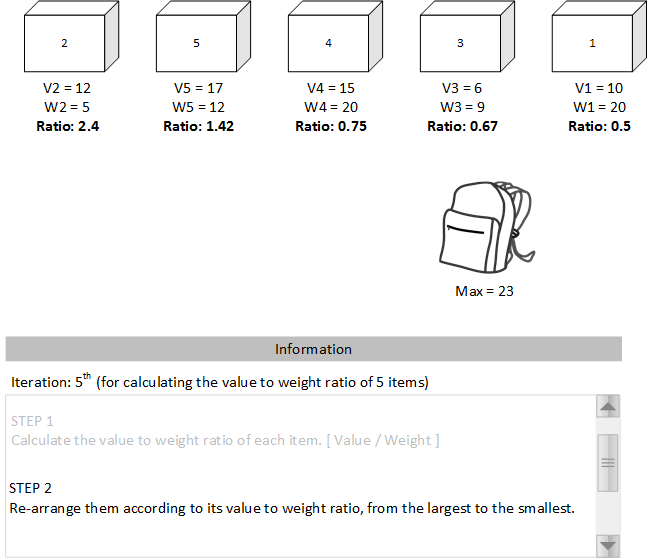 2 5 4 3 1
V2 = 12 V5 = 17 V4 = 15 V3 = 6 V1 = 10
W2 = 5 W5 = 12 W4 = 20 W3 = 9 W1 = 20
Ratio: 2.4 Ratio: 1.42 Ratio: 0.75 Ratio: 0.67 Ratio: 0.5
Max = 23
Information
Iteration: 5th (for calculating the value to weight ratio of 5 items)
STEP 1
Calculate the value to weight ratio of each item. [ Value / Weight ]
STEP 2
Re-arrange them according to its value to weight ratio, from the largest to the smallest.